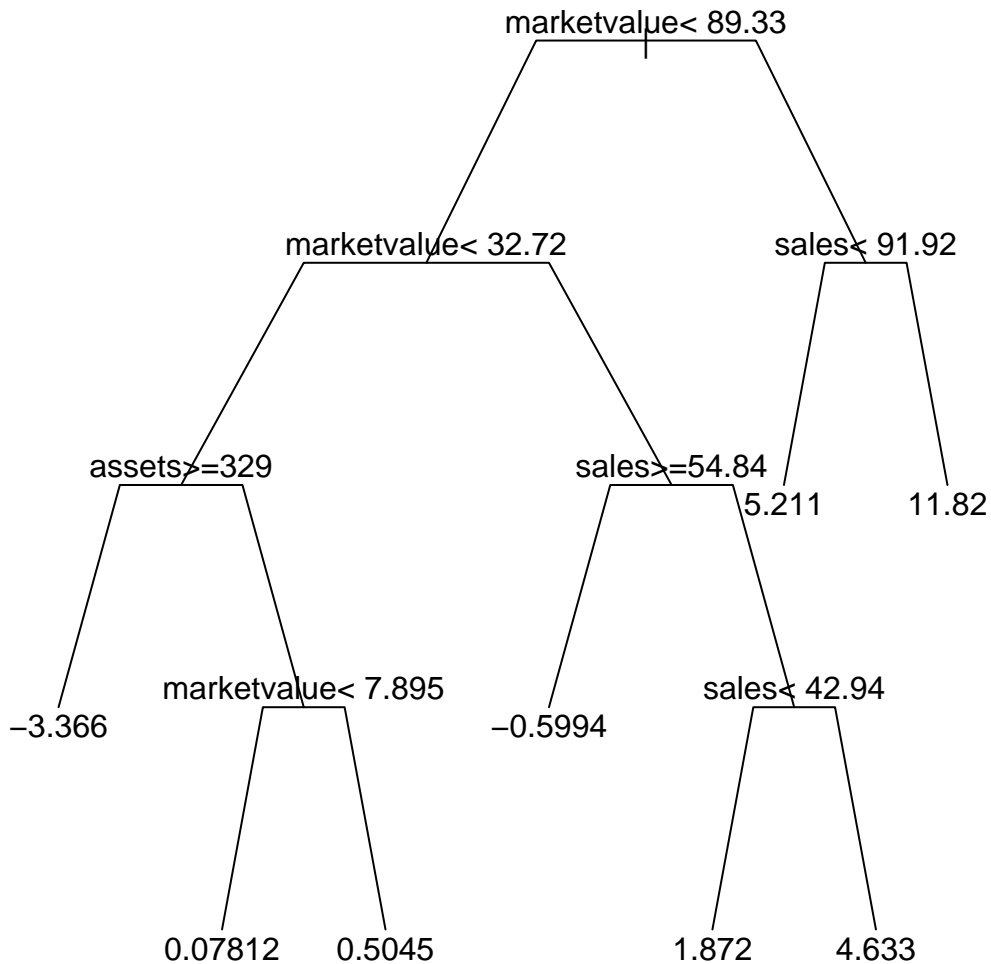 marketvalue< 89.33
marketvalue< 32.72
sales< 91.92
assets>=329
sales>=54.84
5.211
11.82
marketvalue< 7.895
sales< 42.94
−3.366
−0.5994
0.07812
0.5045
1.872
4.633